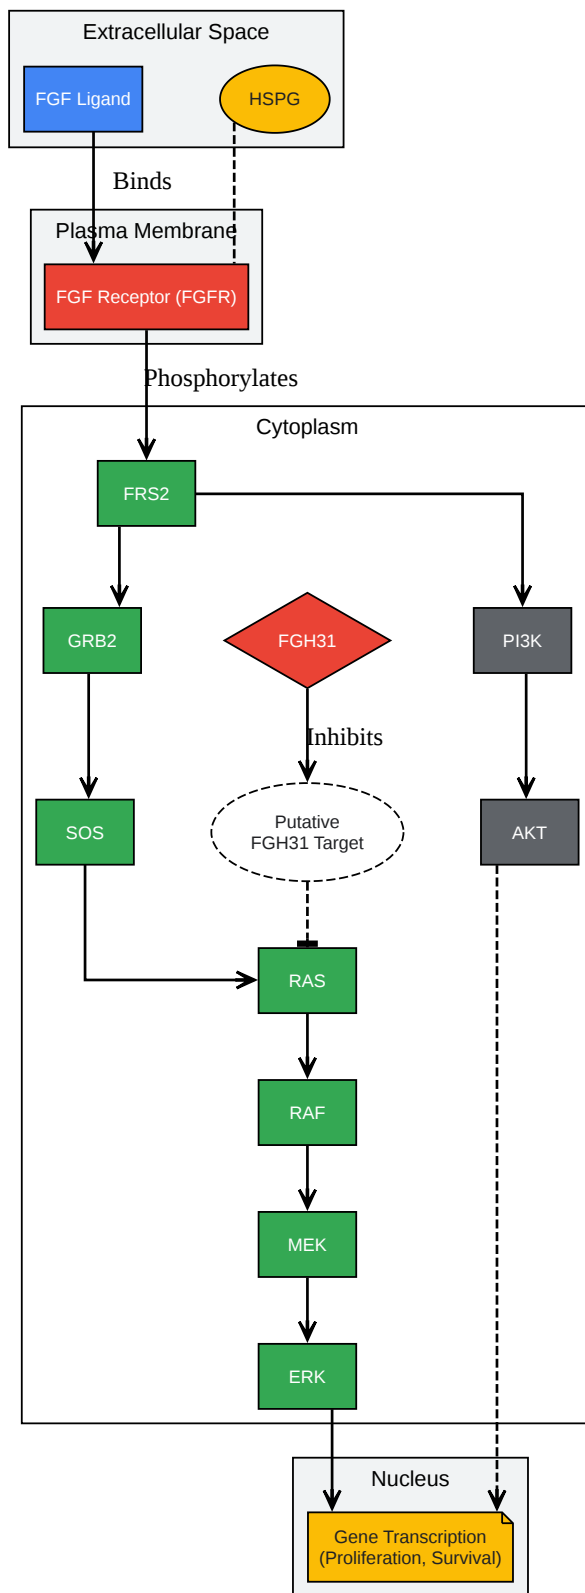 Extracellular Space
FGF Ligand
HSPG
Binds
Plasma Membrane
FGF Receptor (FGFR)
Phosphorylates
Cytoplasm
FRS2
GRB2
FGH31
PI3K
Inhibits
SOS
Putative
FGH31 Target
AKT
RAS
RAF
MEK
ERK
Nucleus
Gene Transcription
(Proliferation, Survival)